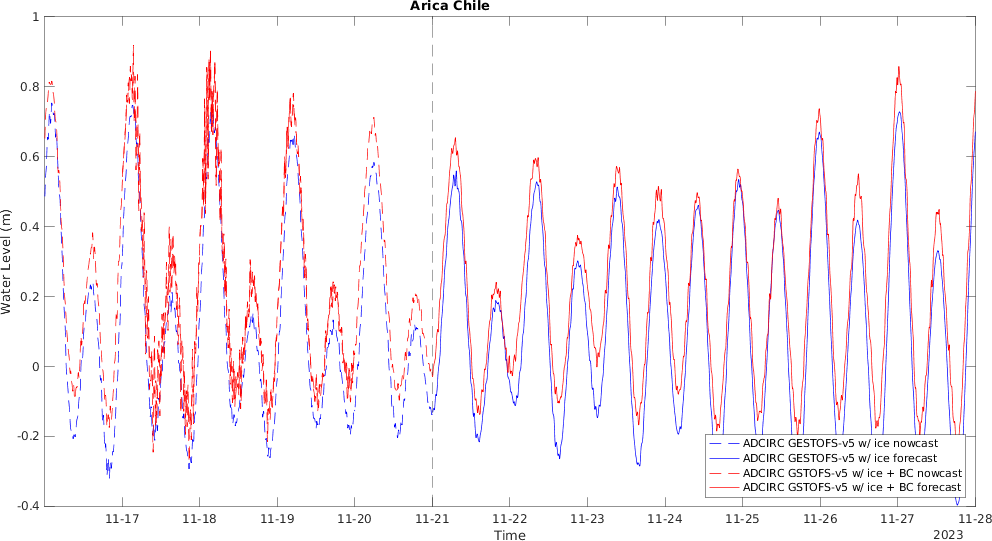 Arica Chile
1
0.8
0.6
0.4
0.2
0
-0.2
-0.4
Water Level (m)
11-17 11-18 11-19 11-20 11-21 11-22 11-23 11-24 11-25 11-26 11-27 11-28
Time
2023
ADCIRC GESTOFS-v5 w/ ice nowcast
ADCIRC GESTOFS-v5 w/ ice forecast
ADCIRC GSTOFS-v5 w/ ice + BC nowcast
ADCIRC GSTOFS-v5 w/ ice + BC forecast